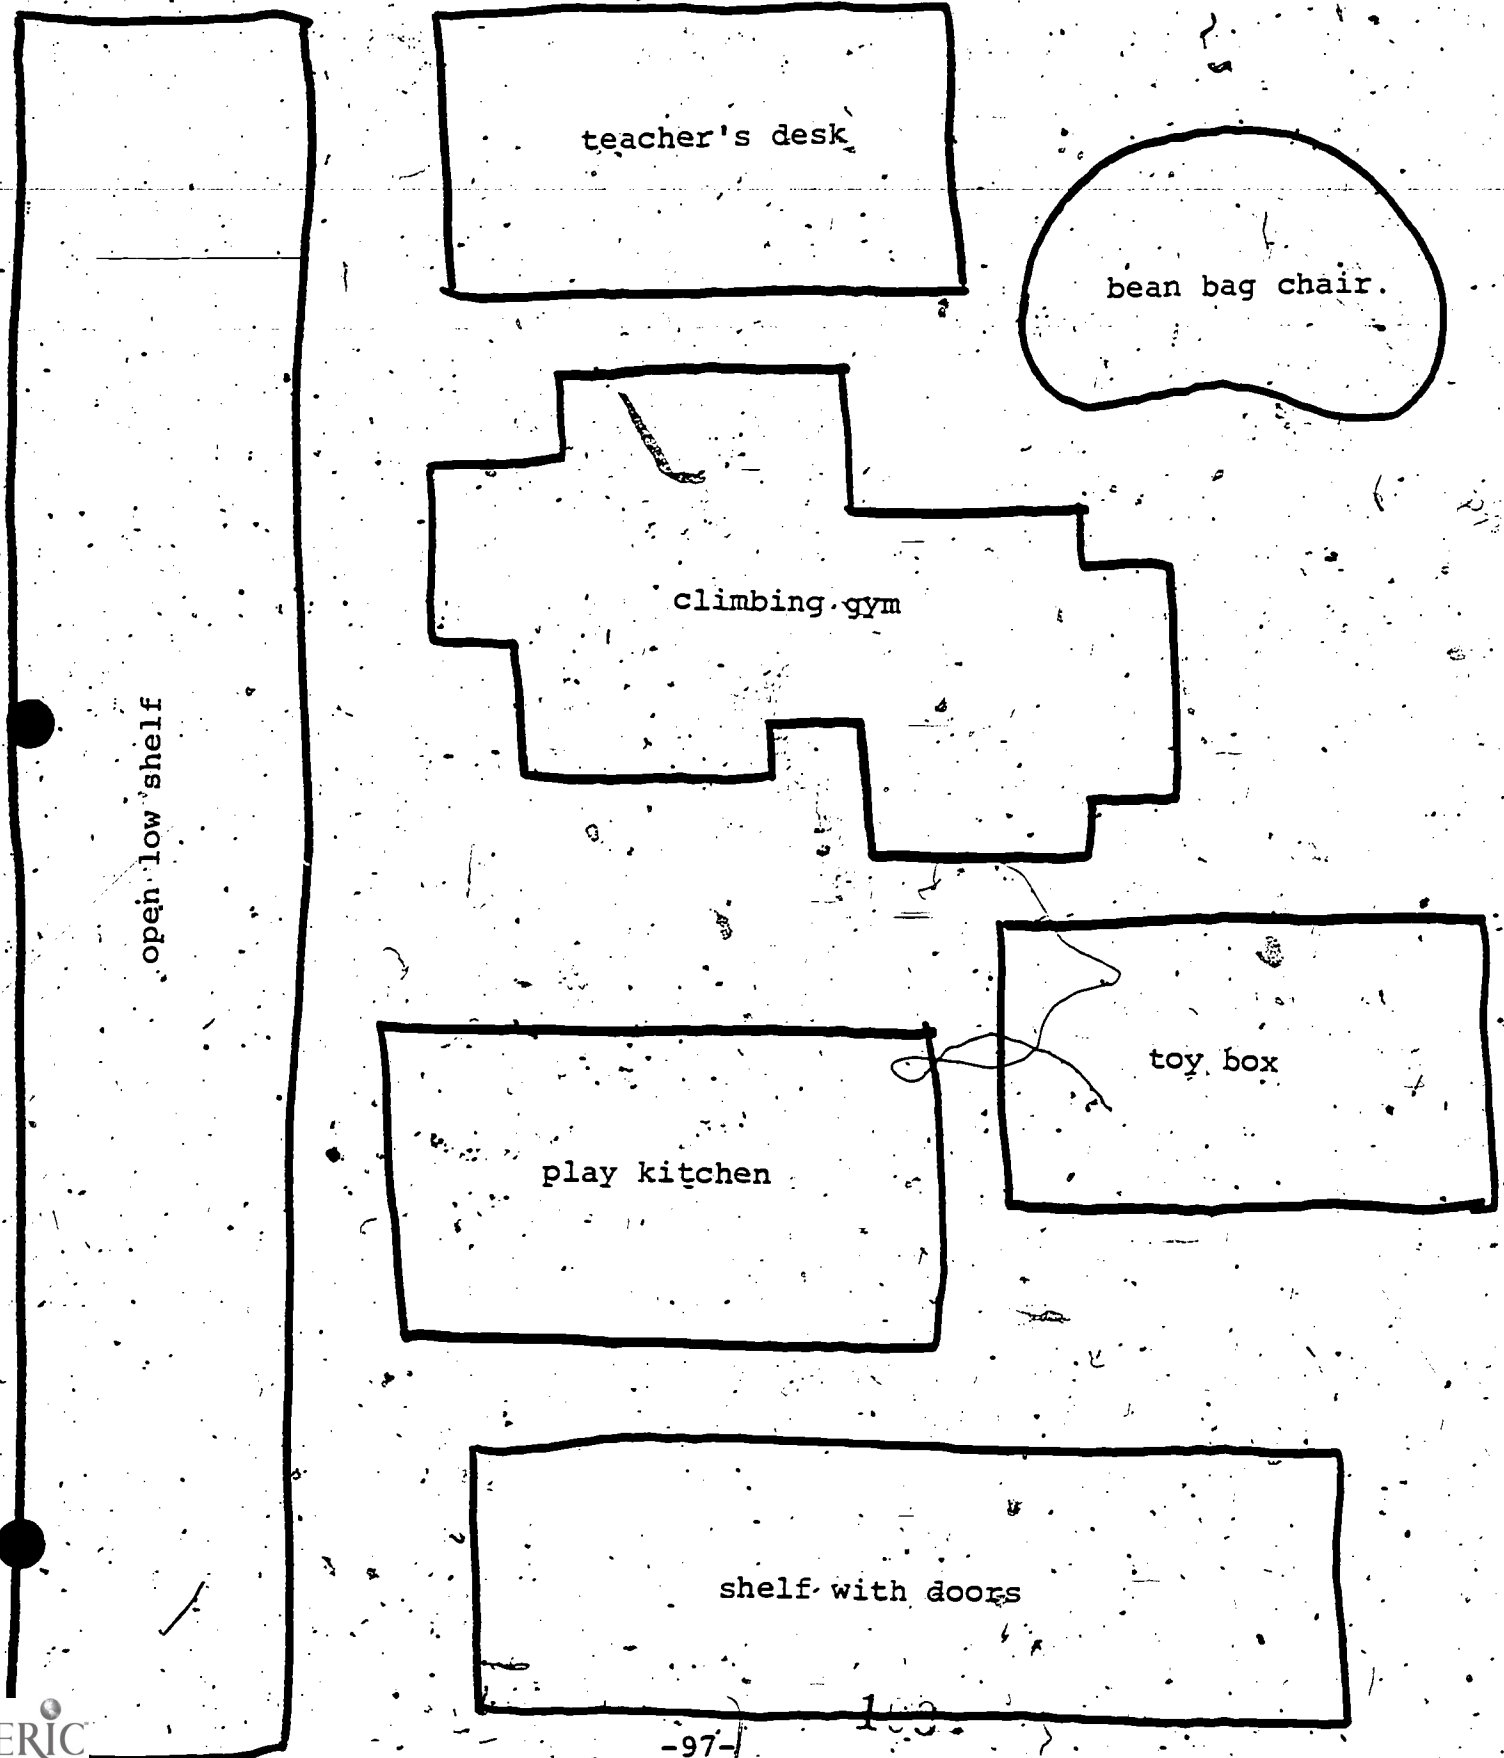 teacher's desk
bean bag chair.
climbing gym
open low shelf
toy box
play kitchen
shelf with doors
-97-
ERIC